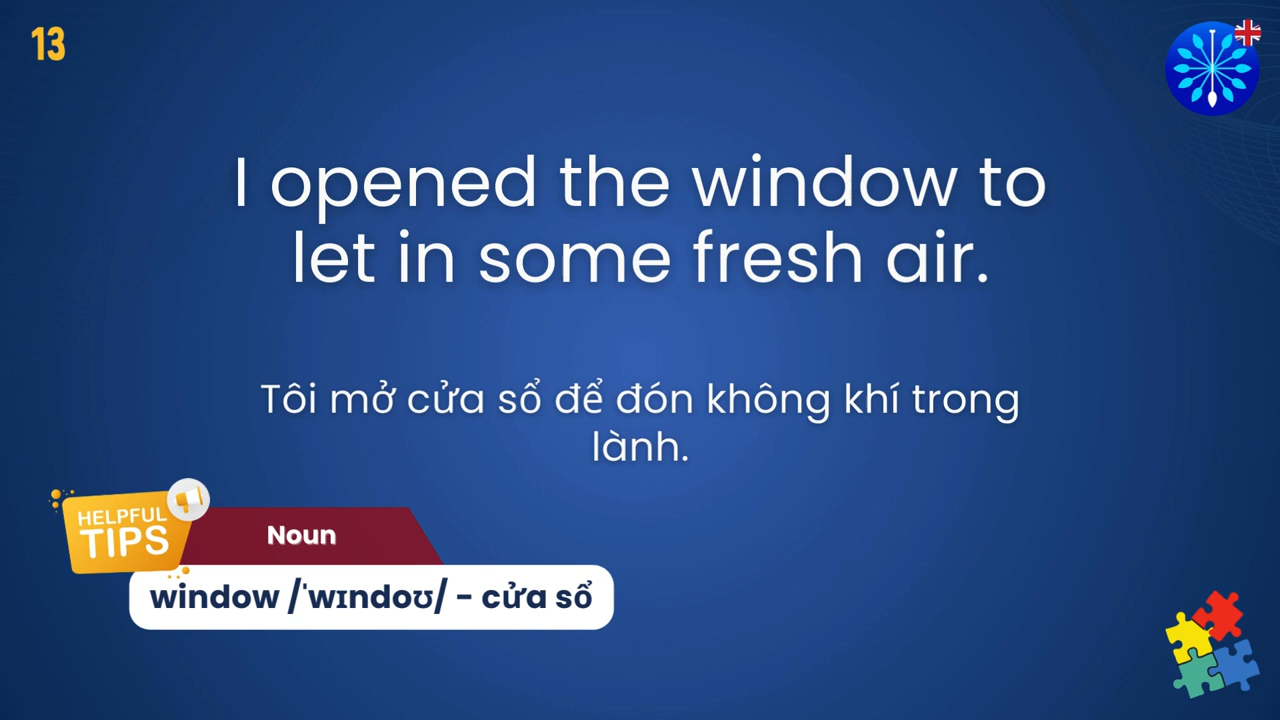 13
I opened the window to
let in some fresh air.
Tôi mở cửa sổ để đón không khí trong
lành.
HELPFUL
TIPS
Noun
window /ˈwɪndoʊ/ - cửa sổ